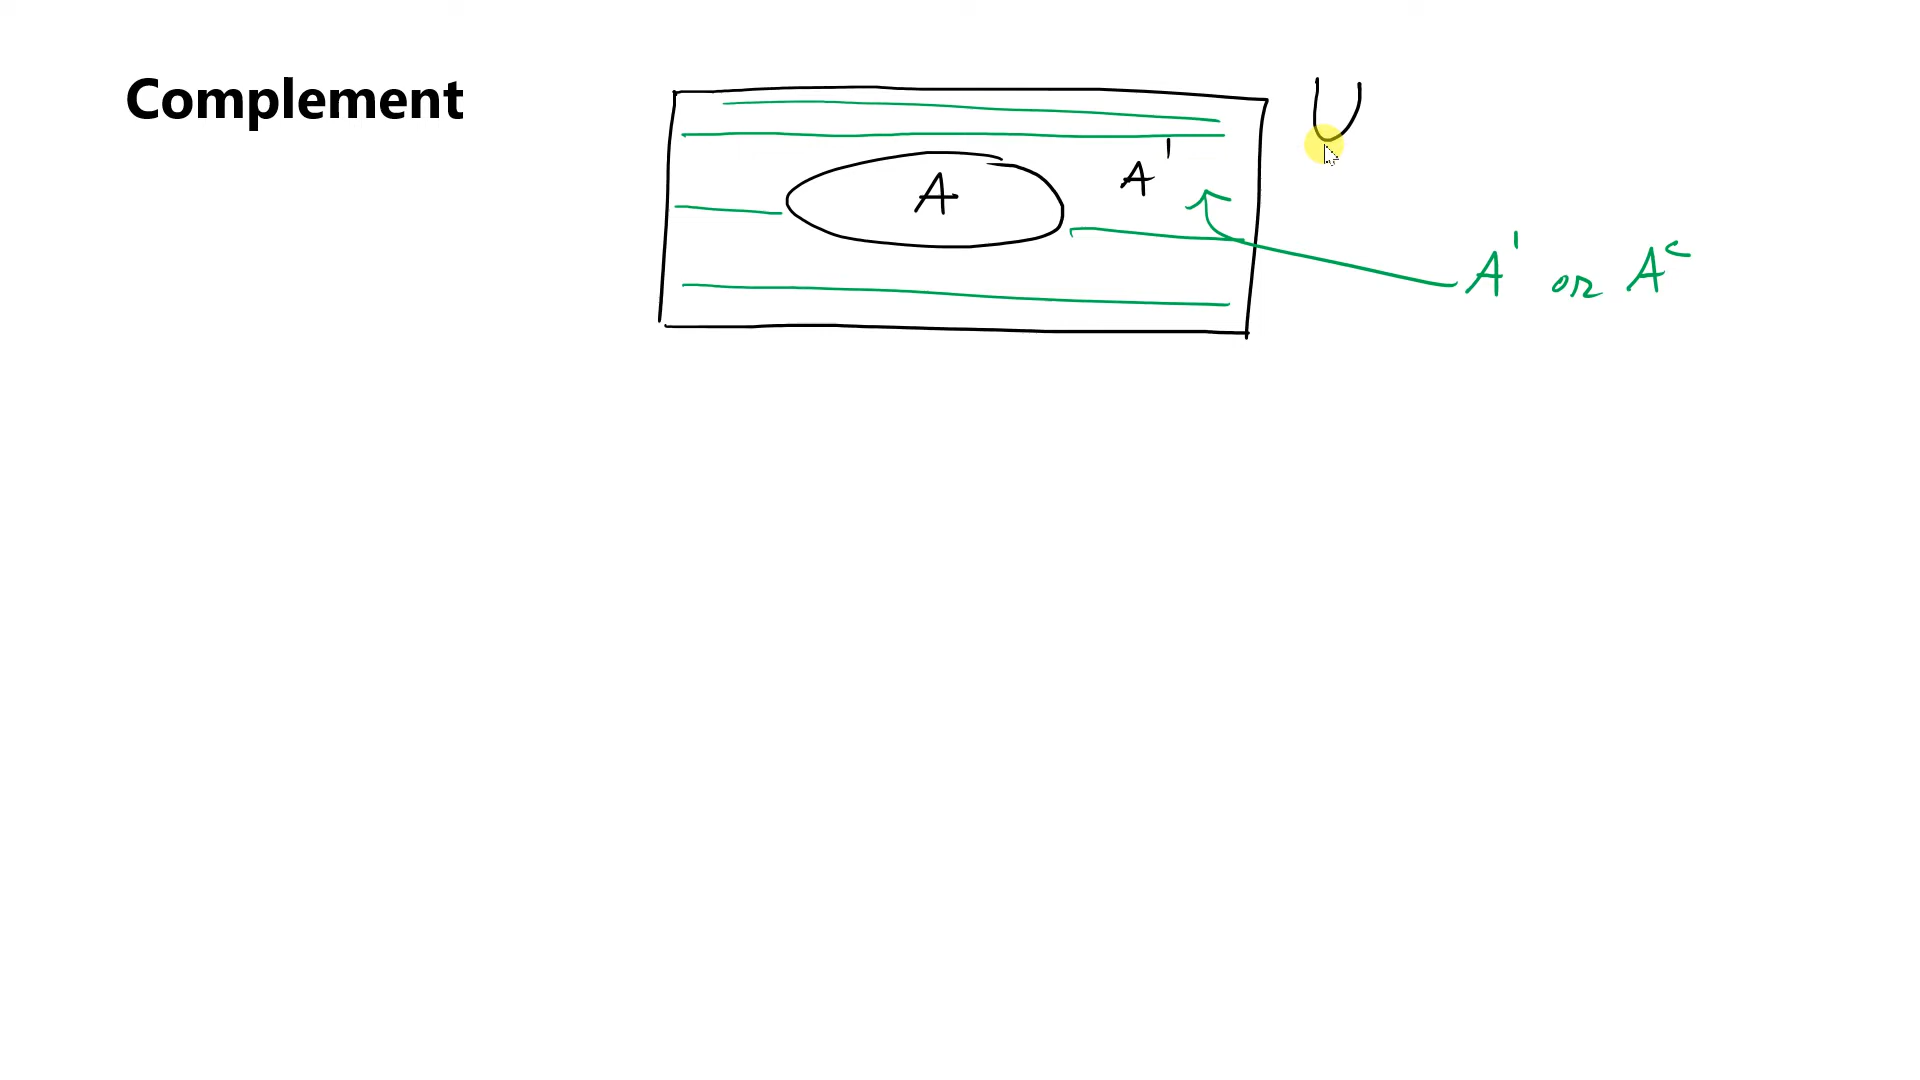 Complement
U
A
A'
A' or A^c